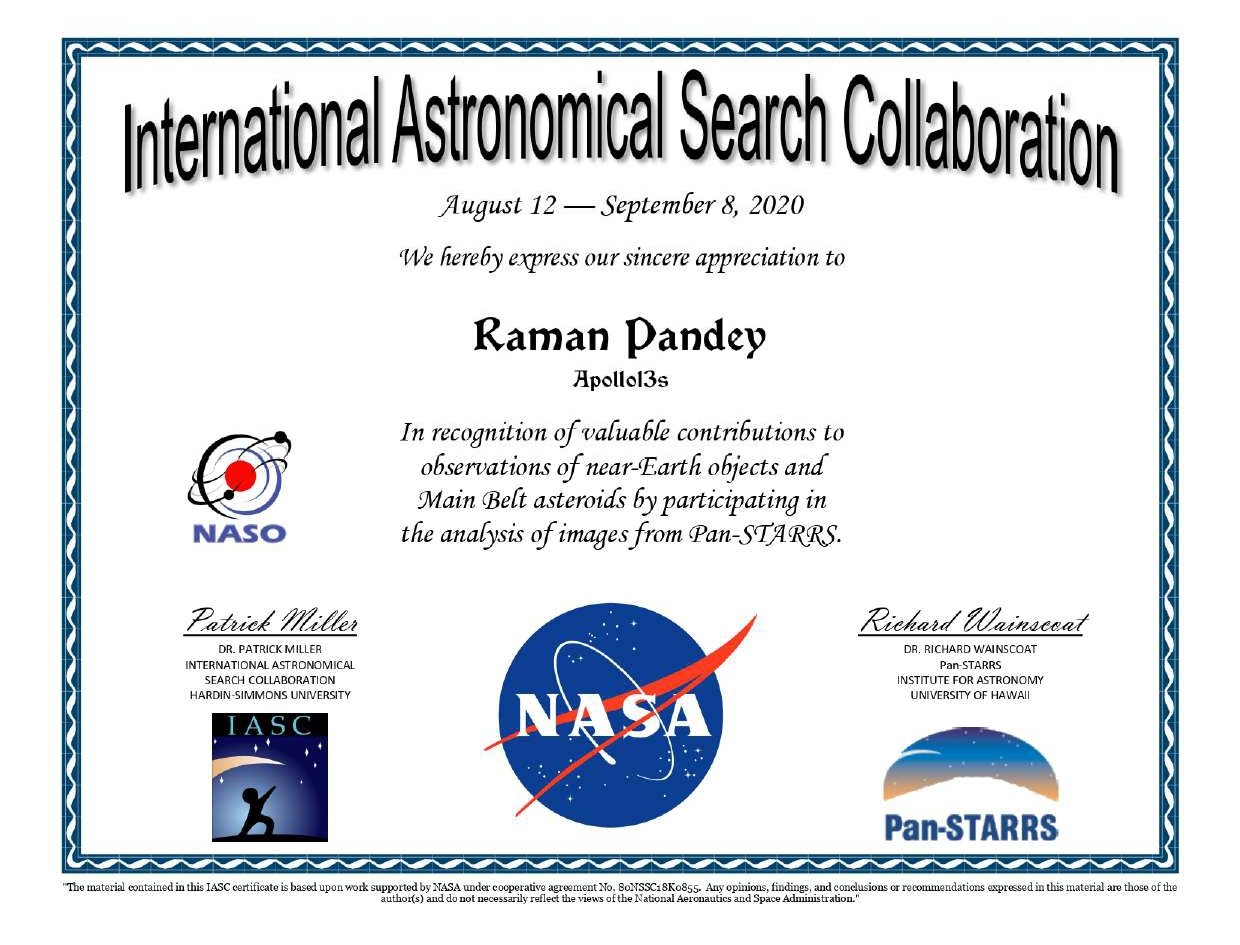 International Astronomical Search Collaboration
August 12 — September 8, 2020
We hereby express our sincere appreciation to
Raman Pandey
Apollo13s
In recognition of valuable contributions to
observations of near-Earth objects and
Main Belt asteroids by participating in
the analysis of images from Pan-STARRS.
NASO
Patrick Miller
DR. PATRICK MILLER
INTERNATIONAL ASTRONOMICAL
SEARCH COLLABORATION
HARDIN-SIMMONS UNIVERSITY
IASC
NASA
Richard Wainscoat
DR. RICHARD WAINSCOAT
Pan-STARRS
INSTITUTE FOR ASTRONOMY
UNIVERSITY OF HAWAII
Pan-STARRS
"The material contained in this IASC certificate is based upon work supported by NASA under cooperative agreement No. 80NSSC18K0855. Any opinions, findings, and conclusions or recommendations expressed in this material are those of the
author(s) and do not necessarily reflect the views of the National Aeronautics and Space Administration."